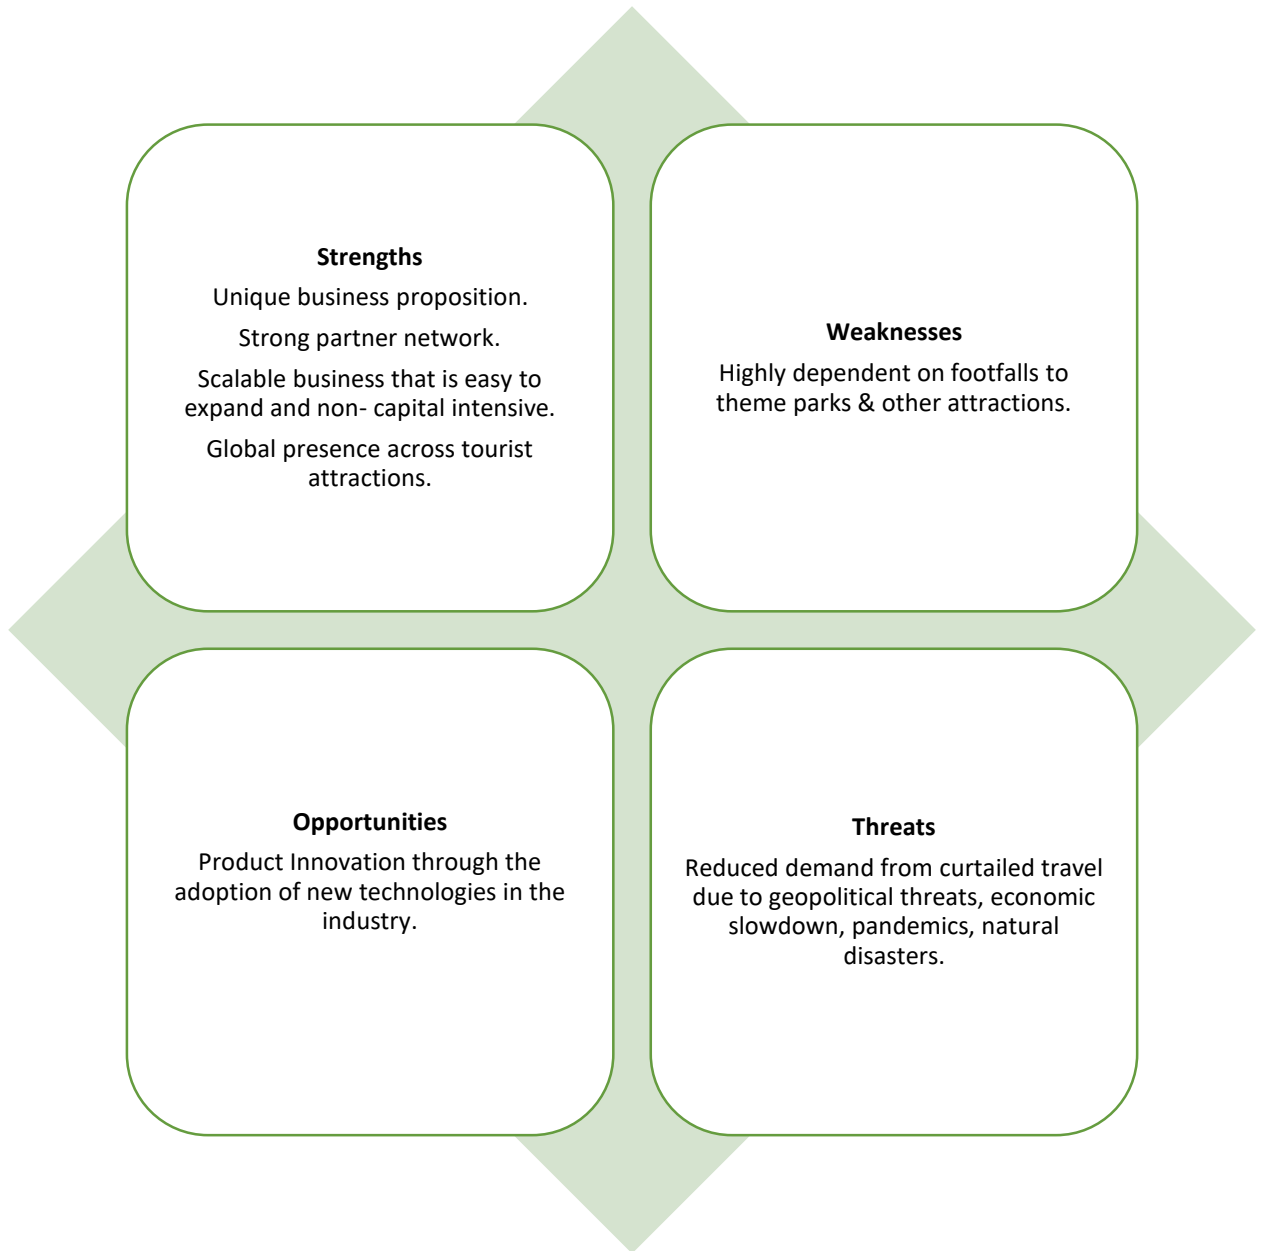 Strengths
Unique business proposition.
Strong partner network.
Scalable business that is easy to
expand and non- capital intensive.
Global presence across tourist
attractions.
Weaknesses
Highly dependent on footfalls to
theme parks & other attractions.
Opportunities
Product Innovation through the
adoption of new technologies in the
industry.
Threats
Reduced demand from curtailed travel
due to geopolitical threats, economic
slowdown, pandemics, natural
disasters.